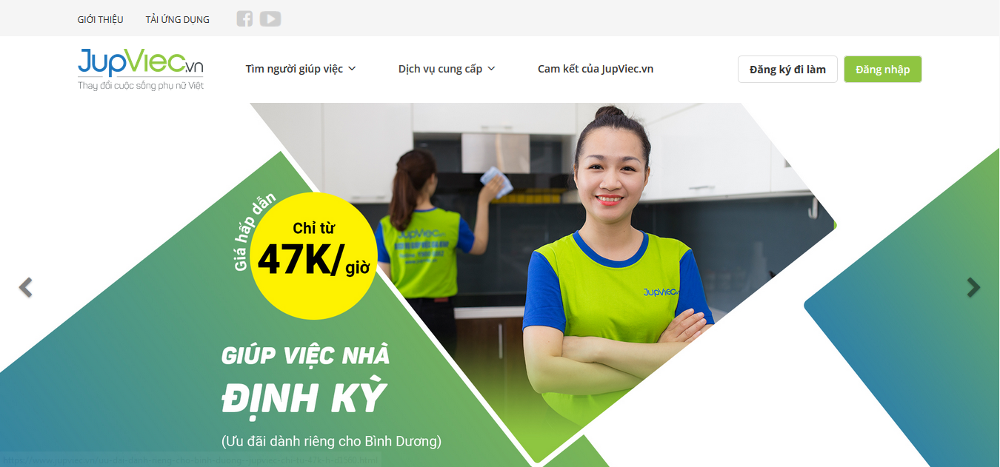 GIỚI THIỆU
TẢI ỨNG DỤNG
JupViec.vn
Thay đổi cuộc sống phụ nữ Việt
Tìm người giúp việc
Dịch vụ cung cấp
Cam kết của JupViec.vn
Đăng ký đi làm
Đăng nhập
Giá hấp dẫn
Chỉ từ
47K/giờ
JupViec
JupViec
GIÚP VIỆC NHÀ
ĐỊNH KỲ
(Ưu đãi dành riêng cho Bình Dương)